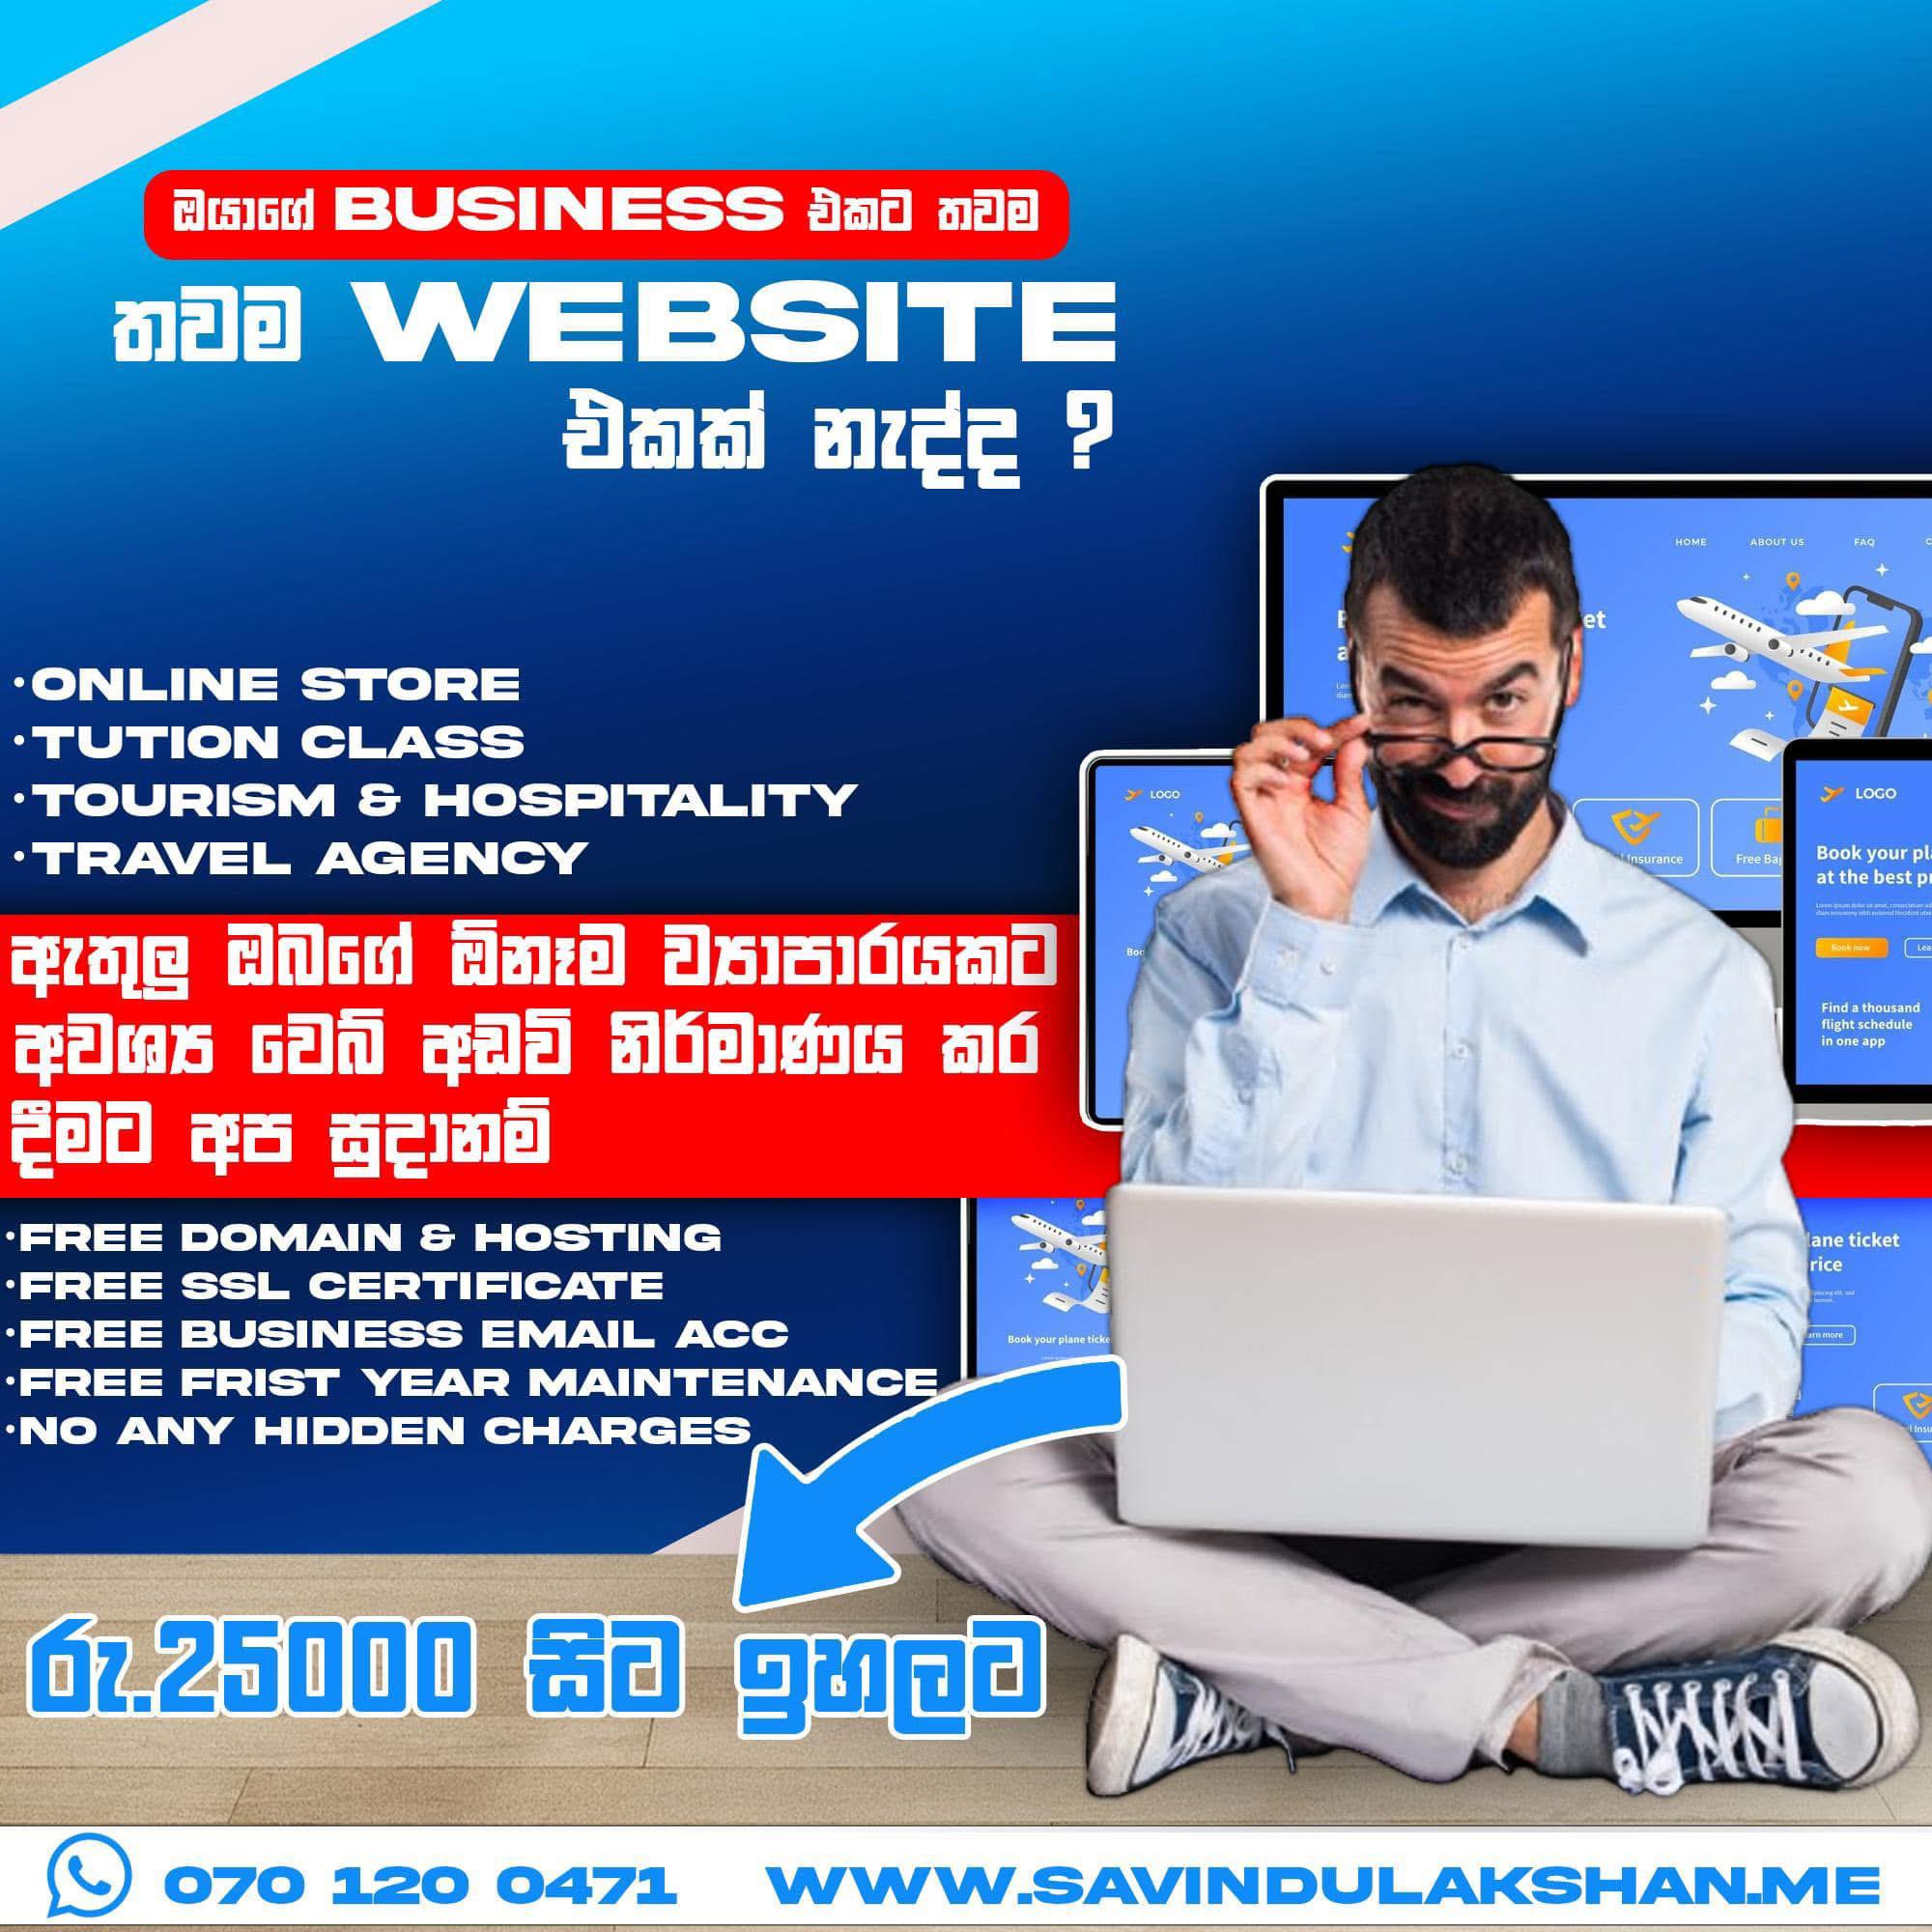 ඔයාගේ BUSINESS එකට තවම
තවම WEBSITE
එකක් නැද්ද ?
·ONLINE STORE
·TUTION CLASS
·TOURISM & HOSPITALITY
·TRAVEL AGENCY
ඇතුලු ඔබගේ ඕනෑම ව්‍යාපාරයකට
අවශ්‍ය වෙබ් අඩවි නිර්මාණය කර
දීමට අප සුදානම්
·FREE DOMAIN & HOSTING
·FREE SSL CERTIFICATE
·FREE BUSINESS EMAIL ACC
·FREE FRIST YEAR MAINTENANCE
·NO ANY HIDDEN CHARGES
රු.25000 සිට ඉහලට
HOME ABOUT US FAQ
et
LOGO
Insurance
Free Ba
LOGO
Book your pl
at the best p
Book now
Find a thousand
flight schedule
in one app
ane ticket
rice
arn more
Book your plane ticke
070 120 0471 WWW.SAVINDULAKSHAN.ME